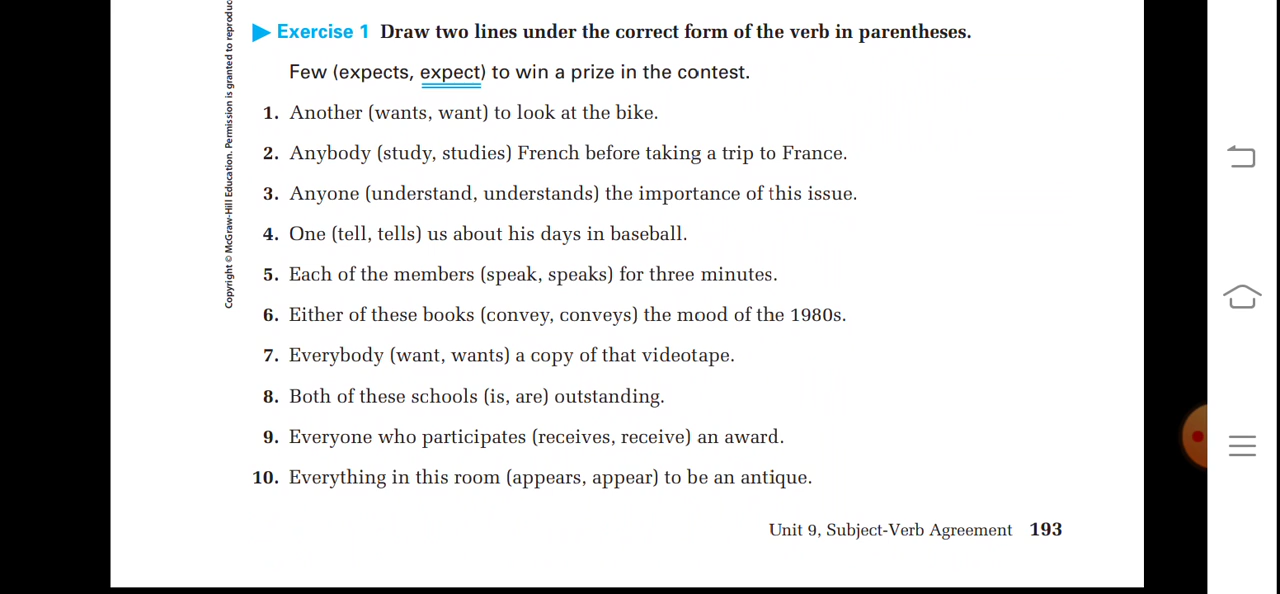 Exercise 1 Draw two lines under the correct form of the verb in parentheses.
Few (expects, expect) to win a prize in the contest.
1. Another (wants, want) to look at the bike.
2. Anybody (study, studies) French before taking a trip to France.
3. Anyone (understand, understands) the importance of this issue.
4. One (tell, tells) us about his days in baseball.
5. Each of the members (speak, speaks) for three minutes.
6. Either of these books (convey, conveys) the mood of the 1980s.
7. Everybody (want, wants) a copy of that videotape.
8. Both of these schools (is, are) outstanding.
9. Everyone who participates (receives, receive) an award.
10. Everything in this room (appears, appear) to be an antique.
Unit 9, Subject-Verb Agreement 193
Copyright © McGraw-Hill Education. Permission is granted to